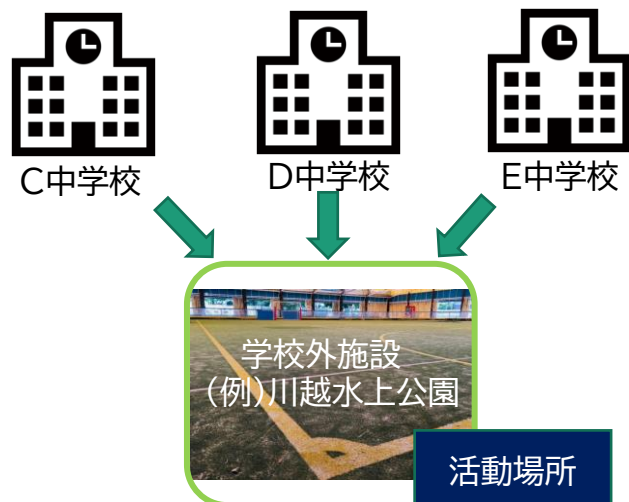 C中学校
D中学校
E中学校
学校外施設
(例)川越水上公園
活動場所